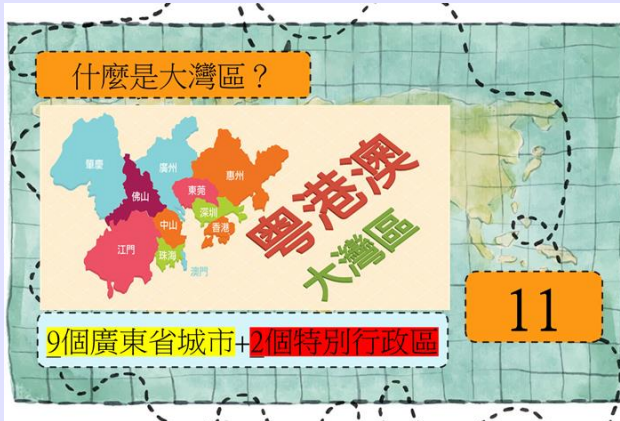 什麼是大灣區？
肇慶
廣州
惠州
佛山
東莞
深圳
中山
香港
江門
珠海
澳門
粵港澳
大灣區
9個廣東省城市+2個特別行政區
11